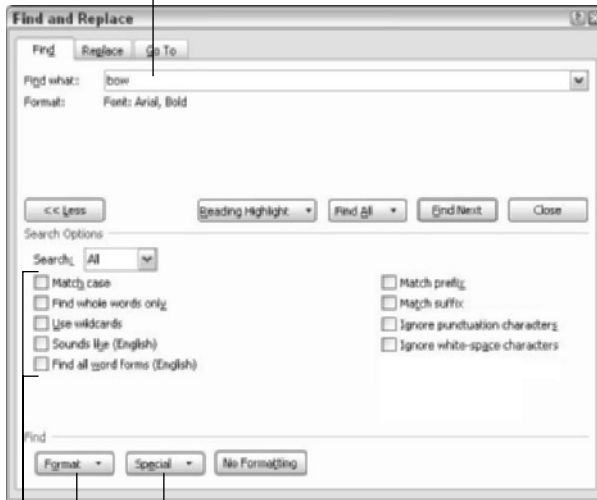 Find and Replace
Find Replace Go To
Find what: bow
Format: Font: Arial, Bold
<< Less Reading Highlight Find All Find Next Close
Search Options
Search: All
Match case Match prefix
Find whole words only Match suffix
Use wildcards Ignore punctuation characters
Sounds like (English) Ignore white-space characters
Find all word forms (English)
Find
Format Special No Formatting